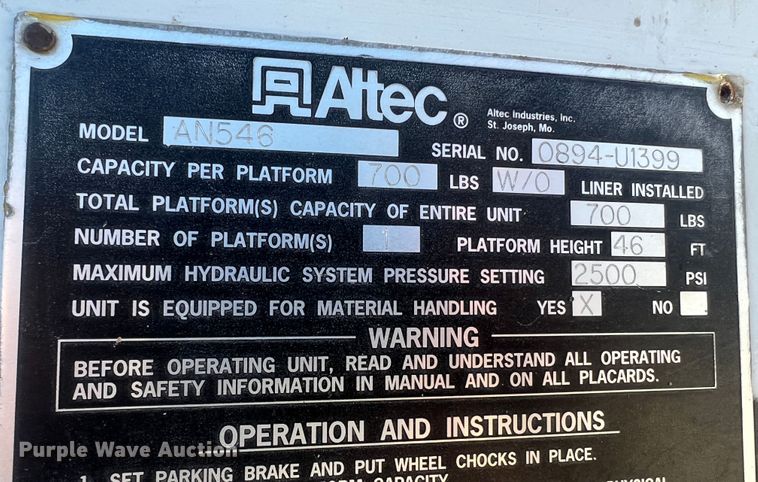 Altec ®
Altec Industries, Inc.
St. Joseph, Mo.
MODEL AN546
SERIAL NO. 0894-U1399
CAPACITY PER PLATFORM 700 LBS W/O LINER INSTALLED
TOTAL PLATFORM(S) CAPACITY OF ENTIRE UNIT 700 LBS
NUMBER OF PLATFORM(S) 1 PLATFORM HEIGHT 46 FT
MAXIMUM HYDRAULIC SYSTEM PRESSURE SETTING 2500 PSI
UNIT IS EQUIPPED FOR MATERIAL HANDLING YES X NO
WARNING
BEFORE OPERATING UNIT, READ AND UNDERSTAND ALL OPERATING
AND SAFETY INFORMATION IN MANUAL AND ON ALL PLACARDS.
OPERATION AND INSTRUCTIONS
Purple Wave Auction
1. SET PARKING BRAKE AND PUT WHEEL CHOCKS IN PLACE.
CAPACITY